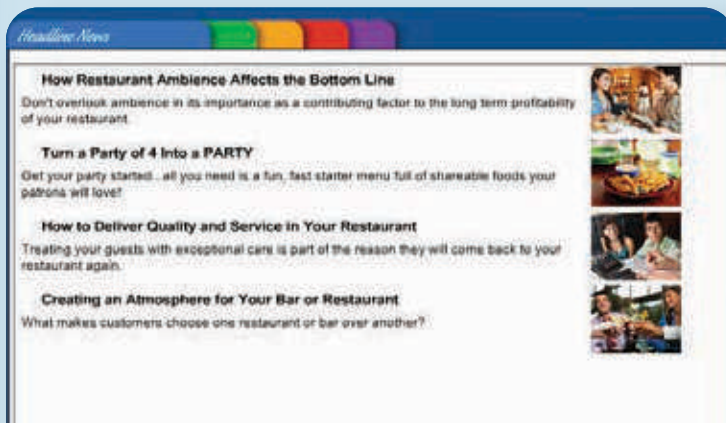 Headline News
How Restaurant Ambience Affects the Bottom Line
Don't overlook ambience in its importance as a contributing factor to the long term profitability
of your restaurant.
Turn a Party of 4 Into a PARTY
Get your party started...all you need is a fun, fast starter menu full of shareable foods your
patrons will love!
How to Deliver Quality and Service in Your Restaurant
Treating your guests with exceptional care is part of the reason they will come back to your
restaurant again.
Creating an Atmosphere for Your Bar or Restaurant
What makes customers choose one restaurant or bar over another?